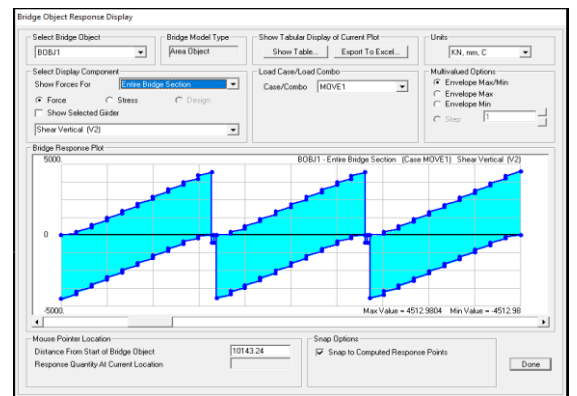 Bridge Object Response Display
Select Bridge Object
BOBJ1
Bridge Model Type
Area Object
Show Tabular Display of Current Plot
Show Table...
Export To Excel...
Units
KN, mm, C
Select Display Component
Show Forces For
Entire Bridge Section
Force
Stress
Design
Show Selected Girder
Shear Vertical (V2)
Load Case/Load Combo
Case/Combo
MOVE1
Multivalued Options
Envelope Max/Min
Envelope Max
Envelope Min
Step
1
Bridge Response Plot
5000.
BOBJ1 - Entire Bridge Section (Case MOVE1) Shear Vertical (V2)
0
-5000.
Max Value = 4512.9804 Min Value = -4512.98
Mouse Pointer Location
Distance From Start of Bridge Object
10143.24
Response Quantity At Current Location
Snap Options
Snap to Computed Response Points
Done